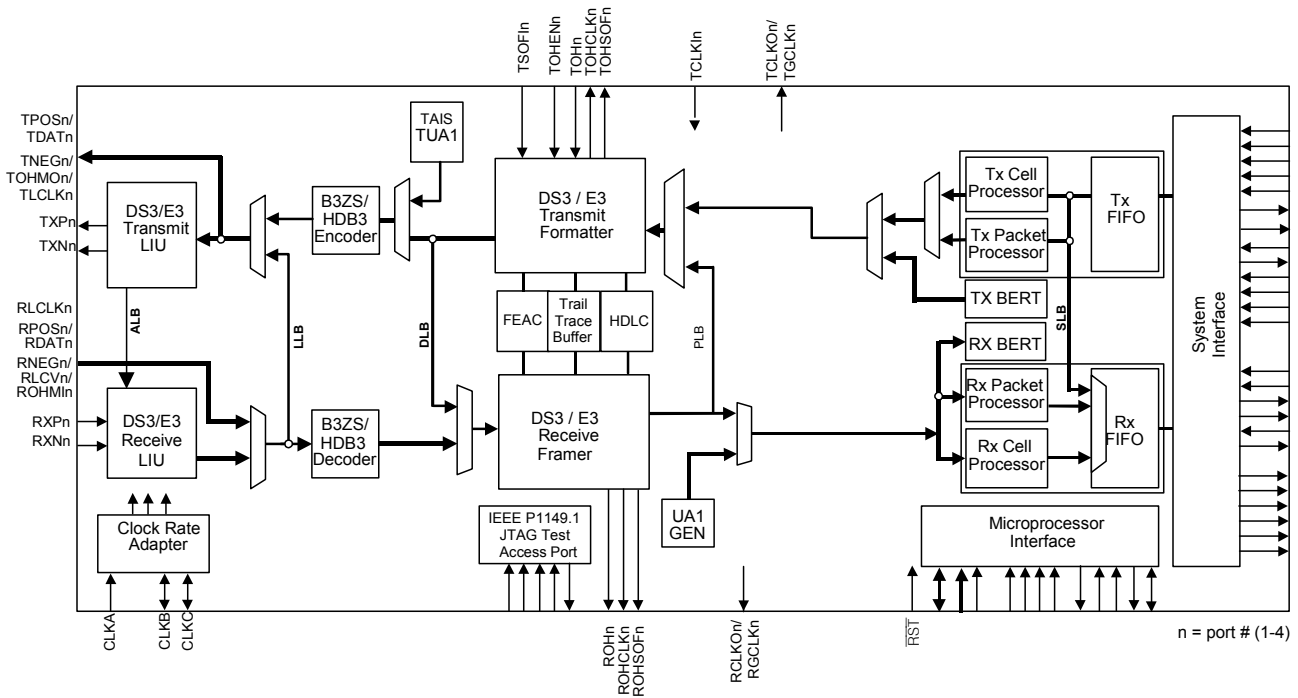 TSOFIn
TOHENn
TOHn
TOHCLKn
TOHSOFn
TCLKIn
TCLKOn/
TGCLKn
TPOSn/
TDATn
TNEGn/
TOHMOn/
TLCLKn
TXPn
TXNn
RLCLKn
RPOSn/
RDATn
RNEGn/
RLCVn/
ROHMIn
RXPn
RXNn
DS3/E3
Transmit
LIU
ALB
DS3/E3
Receive
LIU
Clock Rate
Adapter
CLKA
CLKB
CLKC
LLB
B3ZS/
HDB3
Encoder
TAIS
TUA1
DLB
B3ZS/
HDB3
Decoder
DS3 / E3
Transmit
Formatter
FEAC
Trail
Trace
Buffer
HDLC
DS3 / E3
Receive
Framer
IEEE P1149.1
JTAG Test
Access Port
ROHn
ROHCLKn
ROHSOFn
PLB
UA1
GEN
RCLKOn/
RGCLKn
Tx Cell
Processor
Tx Packet
Processor
Tx
FIFO
TX BERT
SLB
RX BERT
Rx Packet
Processor
Rx Cell
Processor
Rx
FIFO
System
Interface
Microprocessor
Interface
RST
n = port # (1-4)